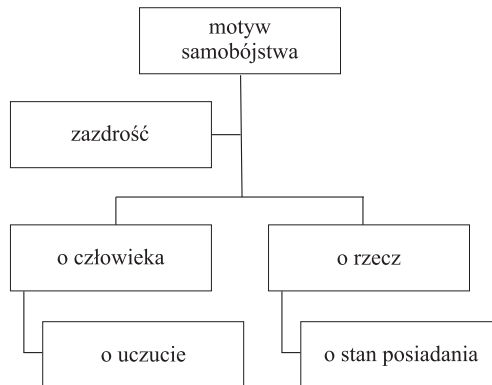 motyw
samobójstwa
zazdrość
o człowieka
o rzecz
o uczucie
o stan posiadania